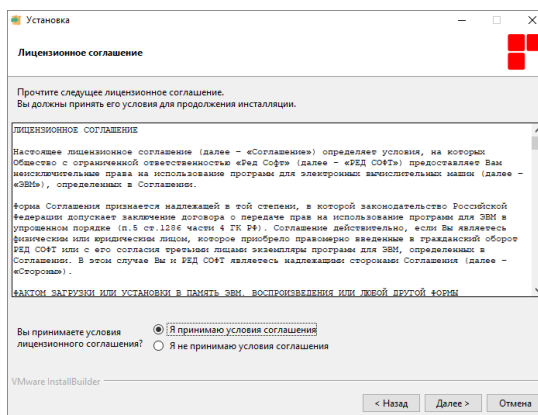 Установка
Лицензионное соглашение
Прочтите следущее лицензионное соглашение.
Вы должны принять его условия для продолжения инсталляции.
ЛИЦЕНЗИОННОЕ СОГЛАШЕНИЕ
Настоящее лицензионное соглашение (далее – «Соглашение») определяет условия, на которых
Общество с ограниченной ответственностью «Ред Софт» (далее – «РЕД СОФТ») предоставляет Вам
неисключительные права на использование программ для электронных вычислительных машин (далее –
«ЭВМ»), определенных в Соглашении.
Форма Соглашения признается надлежащей в той степени, в которой законодательство Российской
Федерации допускает заключение договора о передаче прав на использование программ для ЭВМ в
упрощенном порядке (п.5 ст.1286 части 4 ГК РФ). Соглашение действительно, если Вы являетесь
физическим или юридическим лицом, которое приобрело правомерно введенные в гражданский оборот
РЕД СОФТ или с его согласия третьими лицами экземпляры программ для ЭВМ, определенных в
Соглашении. В этом случае Вы и РЕД СОФТ являетесь надлежащими сторонами Соглашения (далее –
«Стороны»).
ФАКТОМ ЗАГРУЗКИ ИЛИ УСТАНОВКИ В ПАМЯТЬ ЭВМ, ВОСПРОИЗВЕДЕНИЯ ИЛИ ЛЮБОЙ ДРУГОЙ ФОРМЫ
Вы принимаете условия
лицензионного соглашения?
Я принимаю условия соглашения
Я не принимаю условия соглашения
VMware InstallBuilder
< Назад
Далее >
Отмена